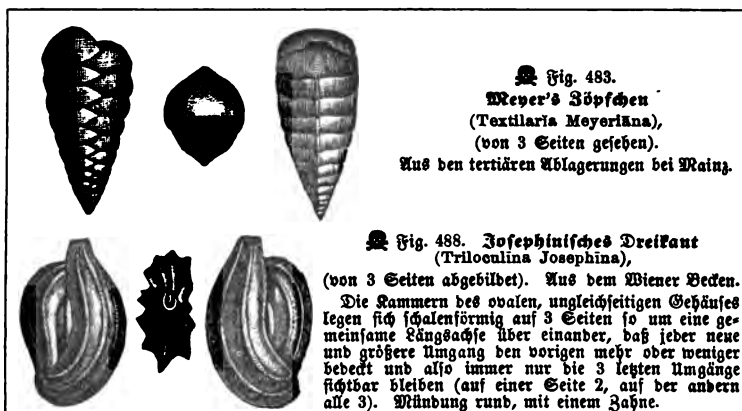 ☠ Fig. 483.
Meyer's Zöpfchen
(Textilaria Meyeriāna),
(von 3 Seiten gesehen).
Aus den tertiären Ablagerungen bei Mainz.
☠ Fig. 488. Josephinisches Dreikant
(Triloculina Josephina),
(von 3 Seiten abgebildet). Aus dem Wiener Becken.
Die Kammern des ovalen, ungleichseitigen Gehäuses
legen sich schalenförmig auf 3 Seiten so um eine ge-
meinsame Längsachse über einander, daß jeder neue
und größere Umgang den vorigen mehr oder weniger
bedeckt und also immer nur die 3 letzten Umgänge
sichtbar bleiben (auf einer Seite 2, auf der andern
alle 3). Mündung rund, mit einem Zahne.